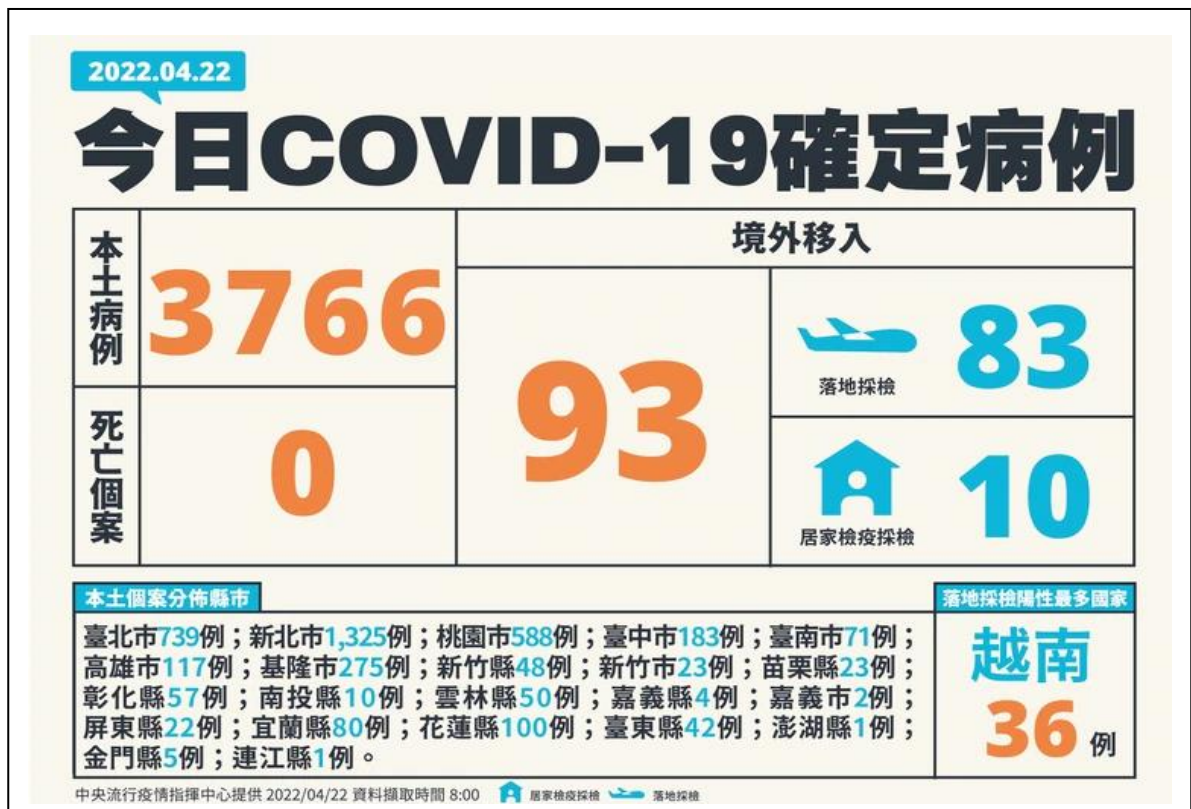 2022.04.22
今日COVID-19確定病例
本土病例
3766
死亡個案
0
境外移入
93
落地採檢
83
居家檢疫採檢
10
本土個案分佈縣市
臺北市739例；新北市1,325例；桃園市588例；臺中市183例；臺南市71例；
高雄市117例；基隆市275例；新竹縣48例；新竹市23例；苗栗縣23例；
彰化縣57例；南投縣10例；雲林縣50例；嘉義縣4例；嘉義市2例；
屏東縣22例；宜蘭縣80例；花蓮縣100例；臺東縣42例；澎湖縣1例；
金門縣5例；連江縣1例。
落地採檢陽性最多國家
越南
36例
中央流行疫情指揮中心提供 2022/04/22 資料擷取時間 8:00 居家檢疫採檢 落地採檢